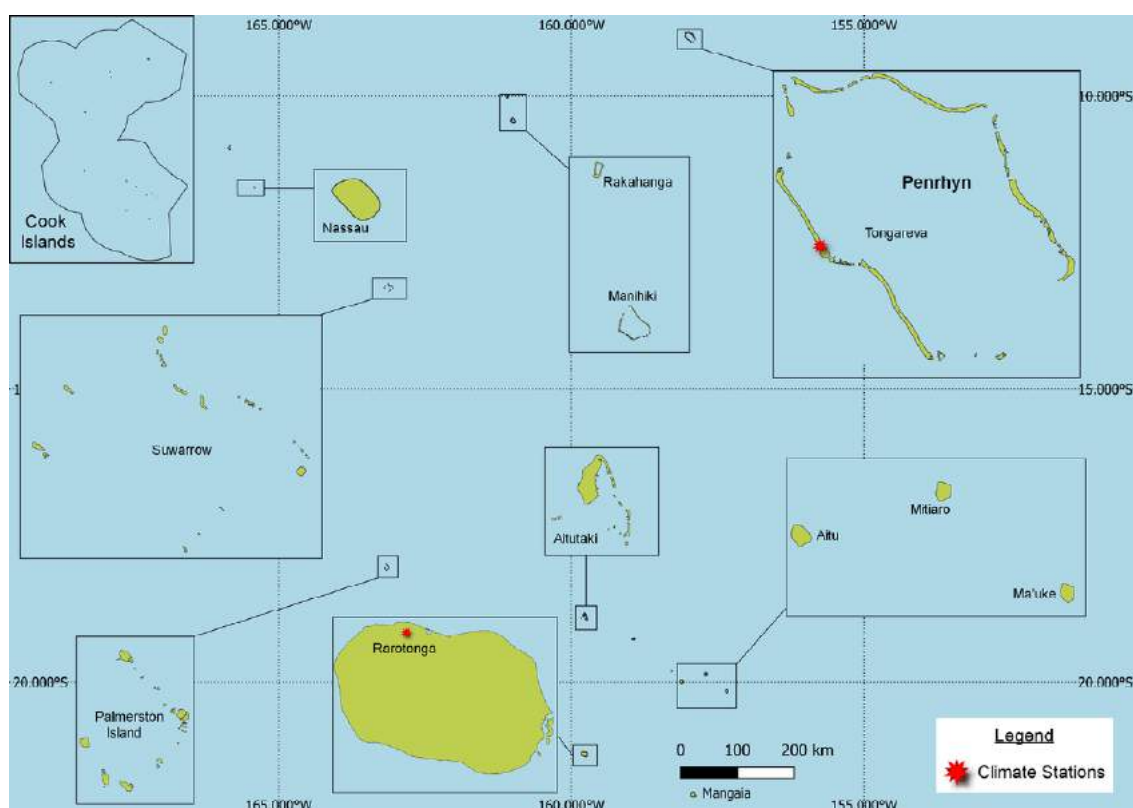 165.000°W
160.000°W
155.000°W
10.000°S
Cook
Islands
Nassau
Rakahanga
Manihiki
Penrhyn
Tongareva
1
15.000°S
Suwarrow
Aitutaki
Mitiaro
Aitu
Ma'uke
Rarotonga
20.000°S
20.000°S
Palmerston
Island
0 100 200 km
Mangaia
Legend
Climate Stations
165.000°W
160.000°W
155.000°W